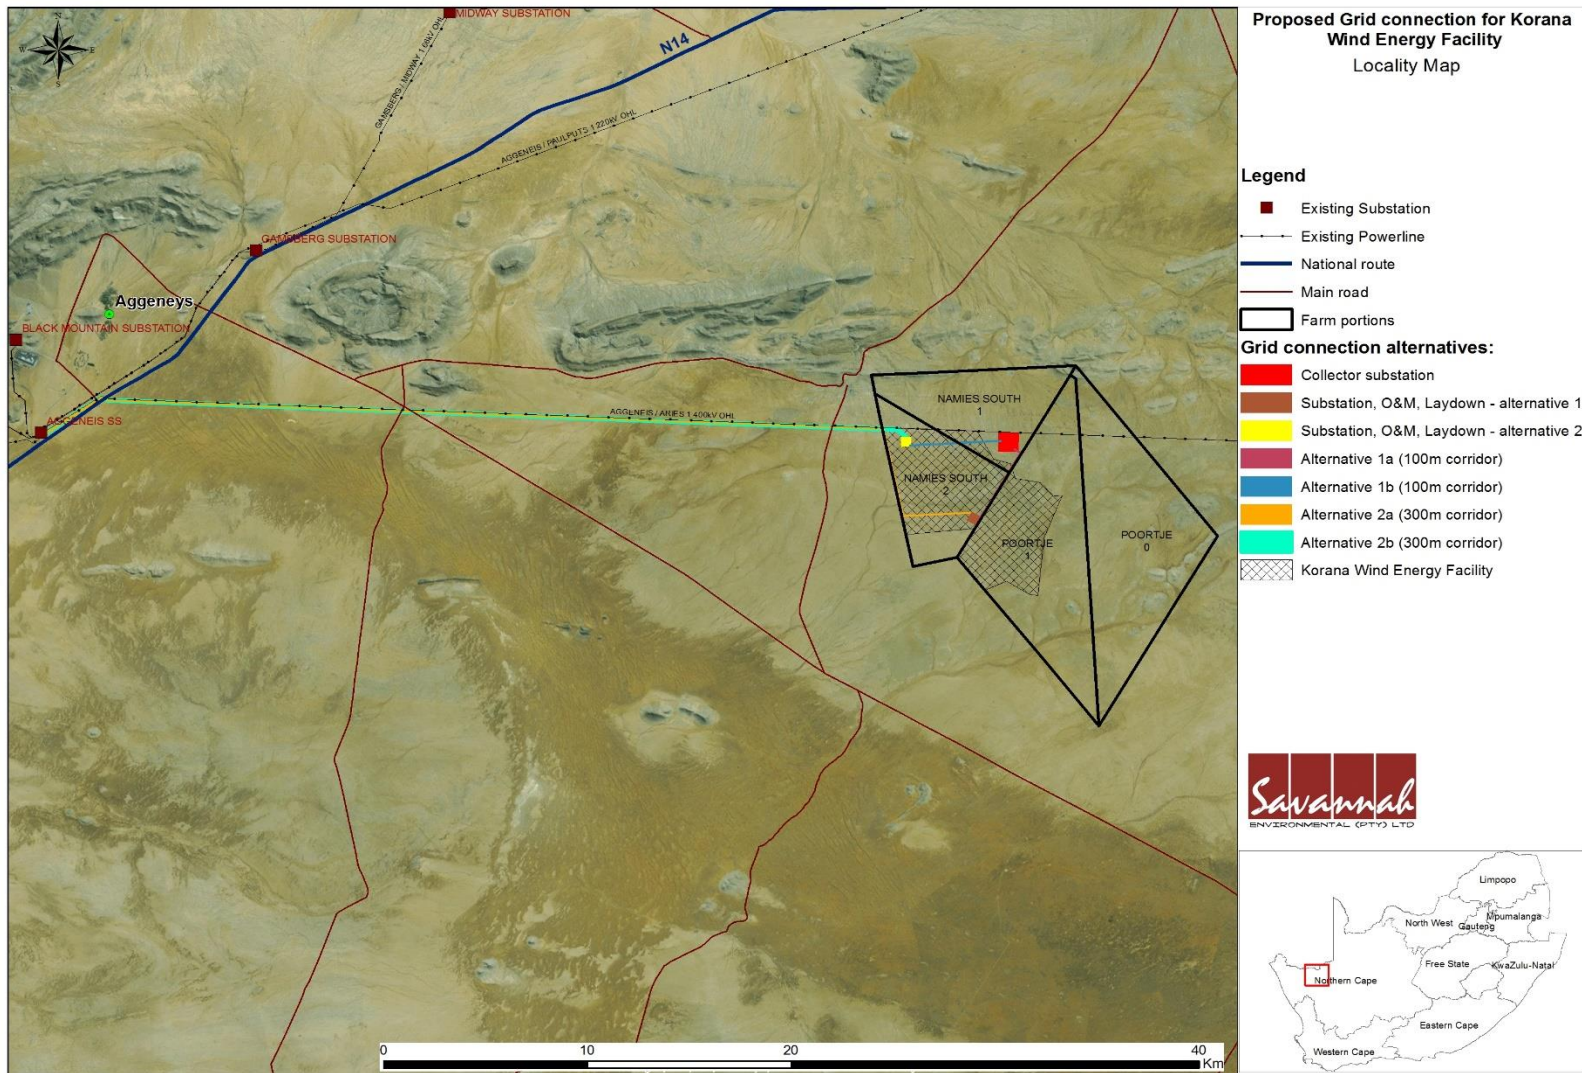 MIDWAY SUBSTATION
N
W
E
S
N14
GAMSBERG / MIDWAY 1 66kV OHL
AGGENEIS / PAULPUTS 1 220kV OHL
GAMSBERG SUBSTATION
Aggeneys
BLACK MOUNTAIN SUBSTATION
AGGENEIS SS
AGGENEIS / ARIES 1 400kV OHL
NAMIES SOUTH
1
NAMIES SOUTH
2
POORTJE
1
POORTJE
0
0
10
20
40
Km
Proposed Grid connection for Korana
Wind Energy Facility
Locality Map
Legend
Existing Substation
Existing Powerline
National route
Main road
Farm portions
Grid connection alternatives:
Collector substation
Substation, O&M, Laydown - alternative 1
Substation, O&M, Laydown - alternative 2
Alternative 1a (100m corridor)
Alternative 1b (100m corridor)
Alternative 2a (300m corridor)
Alternative 2b (300m corridor)
Korana Wind Energy Facility
Savannah
ENVIRONMENTAL (PTY) LTD
Limpopo
North West
Mpumalanga
Gauteng
Free State
KwaZulu-Natal
Northern Cape
Eastern Cape
Western Cape